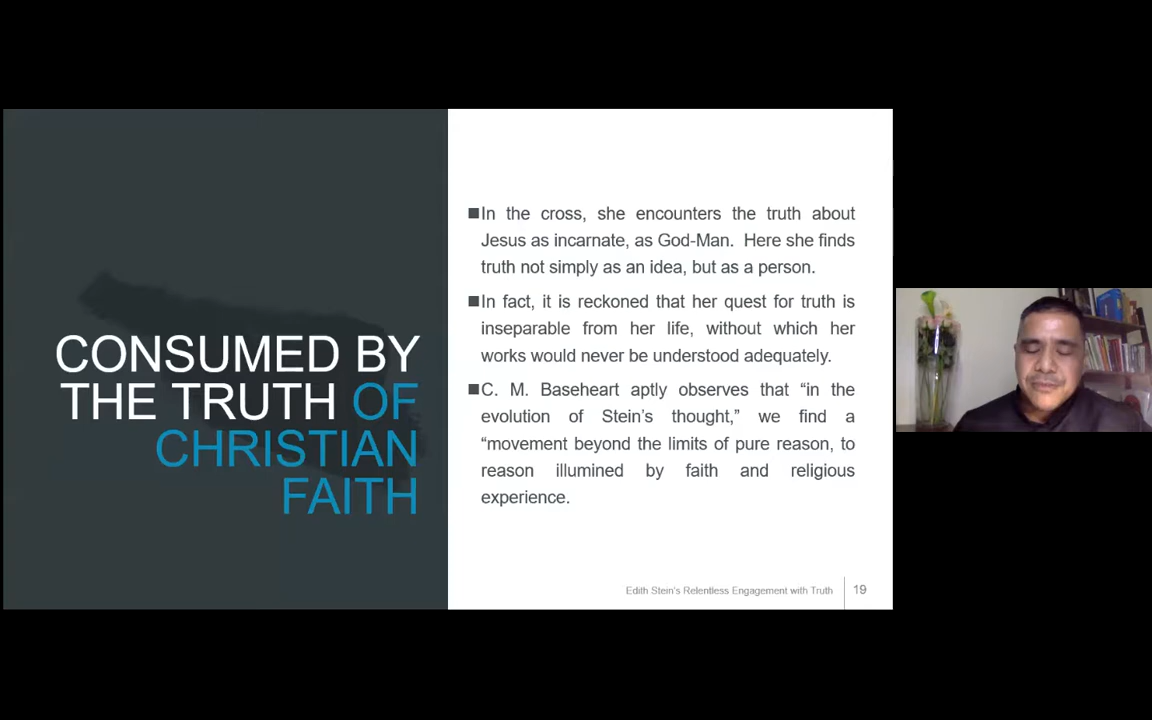 CONSUMED BY
THE TRUTH OF
CHRISTIAN
FAITH
■In the cross, she encounters the truth about
Jesus as incarnate, as God-Man. Here she finds
truth not simply as an idea, but as a person.
■In fact, it is reckoned that her quest for truth is
inseparable from her life, without which her
works would never be understood adequately.
■C. M. Baseheart aptly observes that “in the
evolution of Stein’s thought,” we find a
“movement beyond the limits of pure reason, to
reason illumined by faith and religious
experience.
Edith Stein’s Relentless Engagement with Truth
19